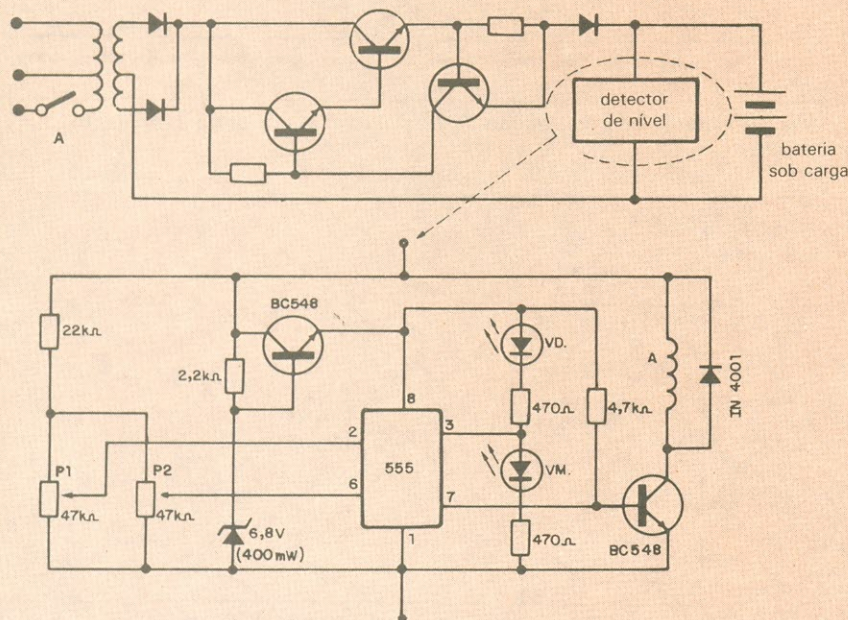 A
detector
de nível
bateria
sob carga
BC548
22kΩ
2,2kΩ
VD.
A
IN 4001
470Ω
4,7kΩ
8
2
3
P1
P2
555
VM.
6
7
47kΩ
47kΩ
6,8V
(400mW)
1
470Ω
BC548